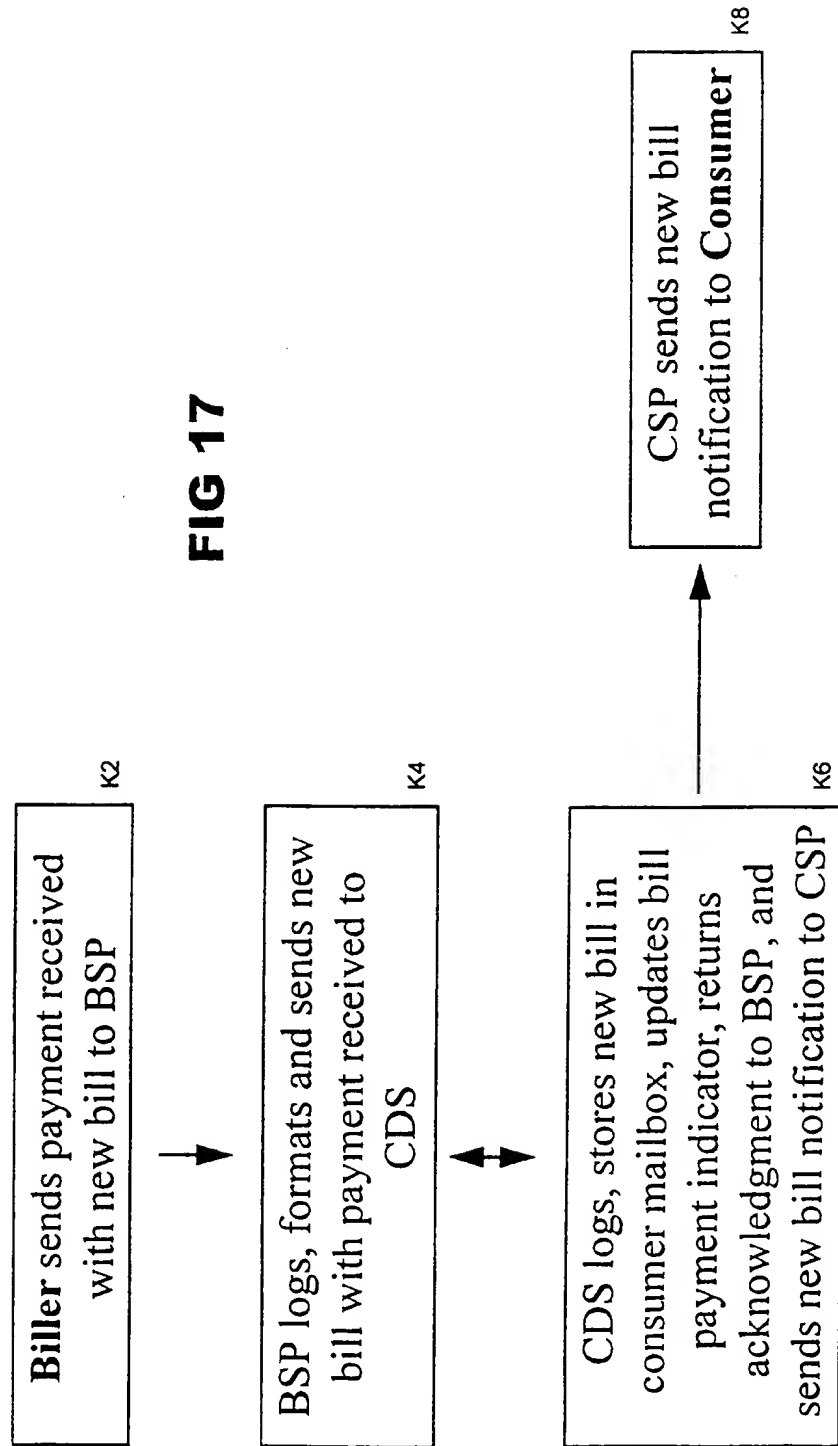 FIG 17
Biller sends payment received
with new bill to BSP
K2
BSP logs, formats and sends new
bill with payment received to
CDS
K4
CDS logs, stores new bill in
consumer mailbox, updates bill
payment indicator, returns
acknowledgment to BSP, and
sends new bill notification to CSP
K6
CSP sends new bill
notification to Consumer
K8